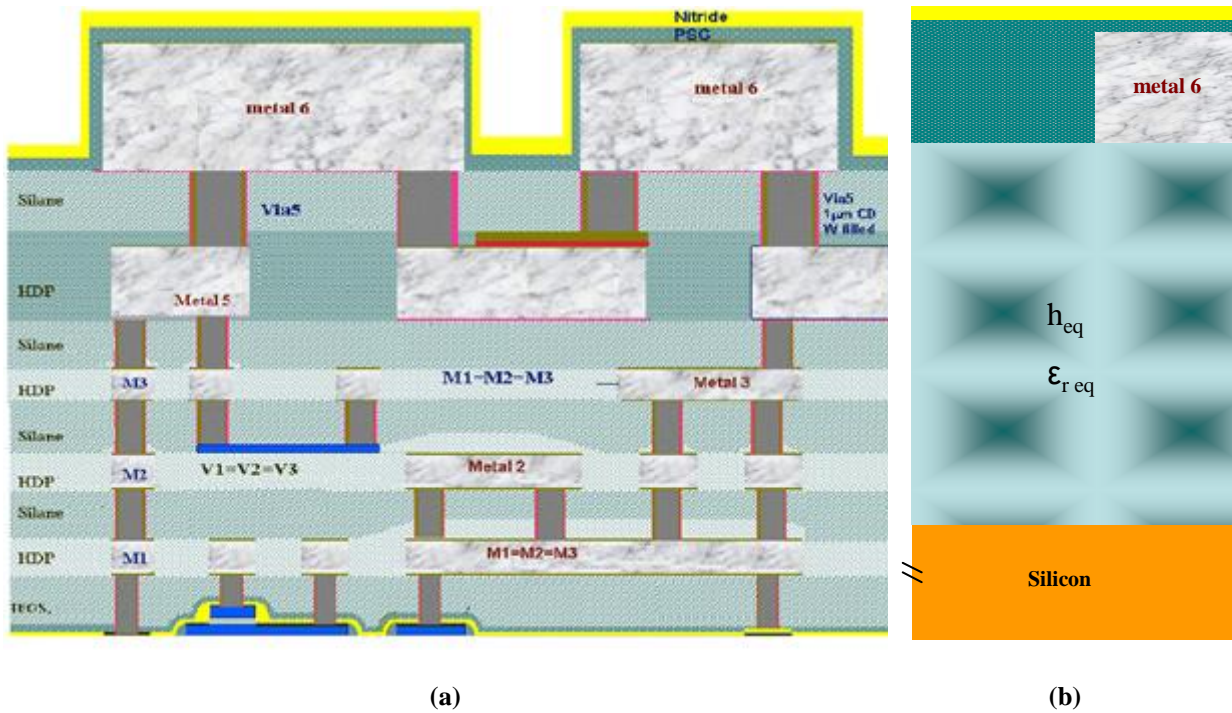 Nitride
PSG
metal 6
metal 6
Silane
Via5
Via5
1µm CD
W filled
HDP
Metal 5
Silane
HDP
M3
M1=M2=M3
Metal 3
Silane
V1=V2=V3
HDP
M2
Metal 2
Silane
HDP
M1
M1=M2=M3
TEOS,
(a)
metal 6
h eq
ε r eq
Silicon
(b)